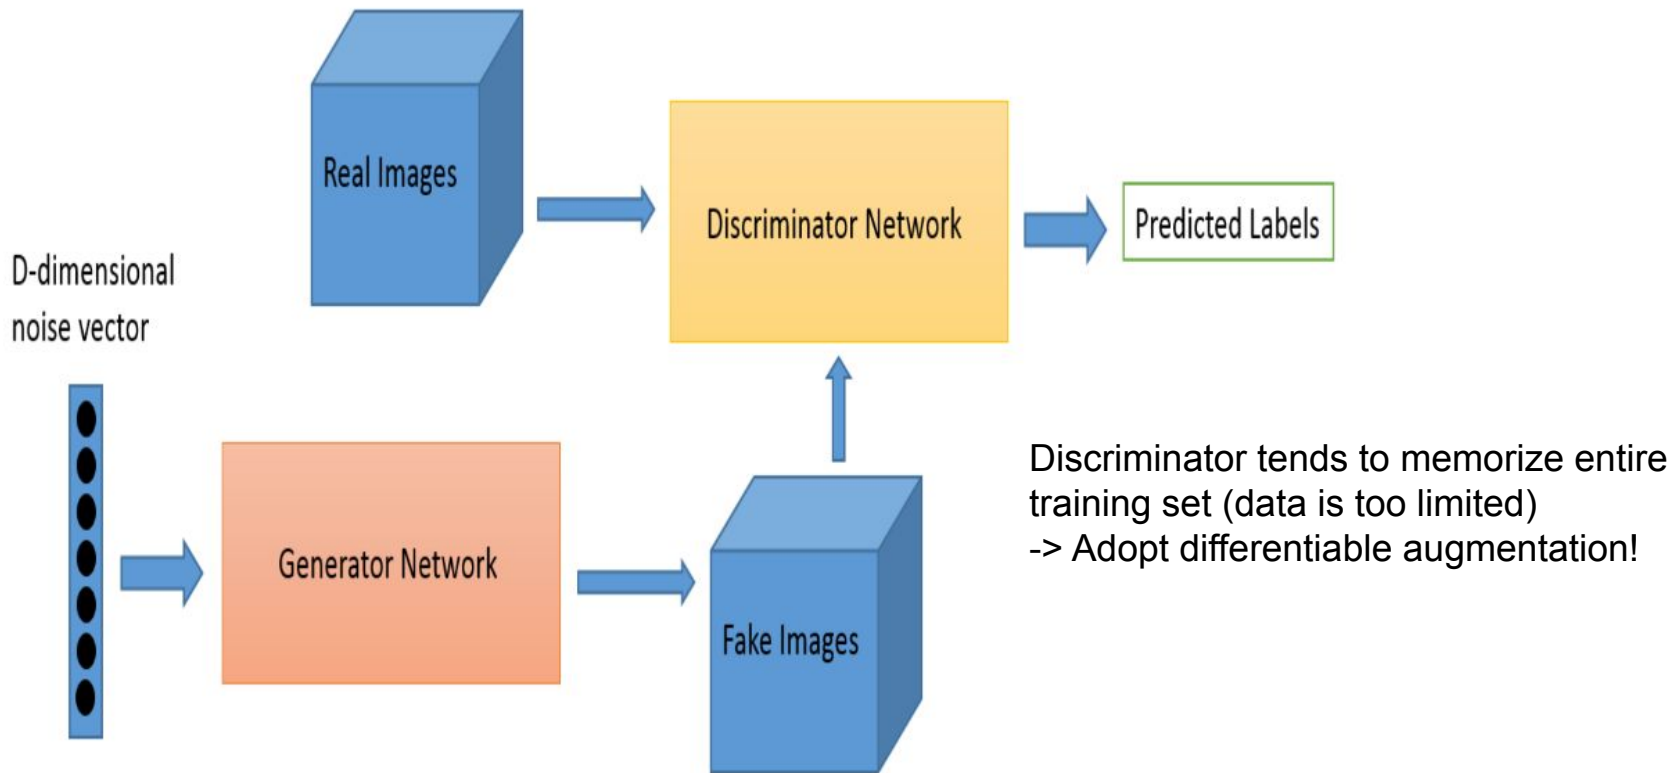 Real Images
Discriminator Network
Predicted Labels
D-dimensional
noise vector
Generator Network
Fake Images
Discriminator tends to memorize entire
training set (data is too limited)
-> Adopt differentiable augmentation!